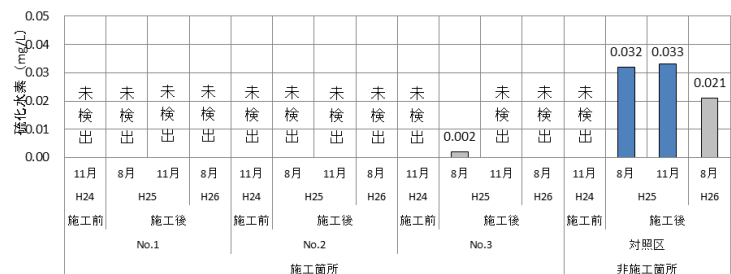 硫化水素（mg/L）
0.05
0.04
0.03
0.02
0.01
0.00
未検出 未検出 未検出 未検出 未検出 未検出 未検出 未検出 未検出 0.002 未検出 未検出 未検出 0.032 0.033 0.021
11月 8月 11月 8月 11月 8月 11月 8月 11月 8月 11月 8月 11月 8月 11月 8月
H24 H25 H26 H24 H25 H26 H24 H25 H26 H24 H25 H26
施工前 施工後 施工前 施工後 施工前 施工後 施工前 施工後
No.1 No.2 No.3 対照区
施工箇所 非施工箇所